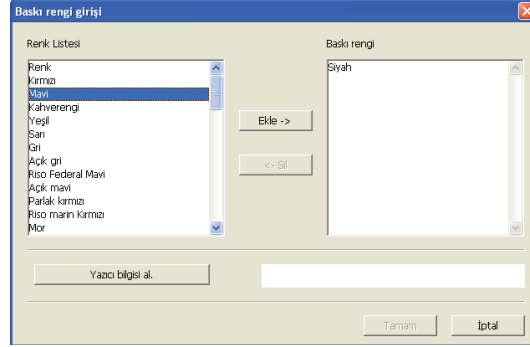 Baskı rengi girişi
Renk Listesi
Baskı rengi
Renk
Kırmızı
Mavi
Kahverengi
Yeşil
Sarı
Gri
Açık gri
Riso Federal Mavi
Açık mavi
Parlak kırmızı
Riso marin Kırmızı
Mor
Siyah
Ekle ->
<- Sil
Yazıcı bilgisi al.
Tamam
İptal